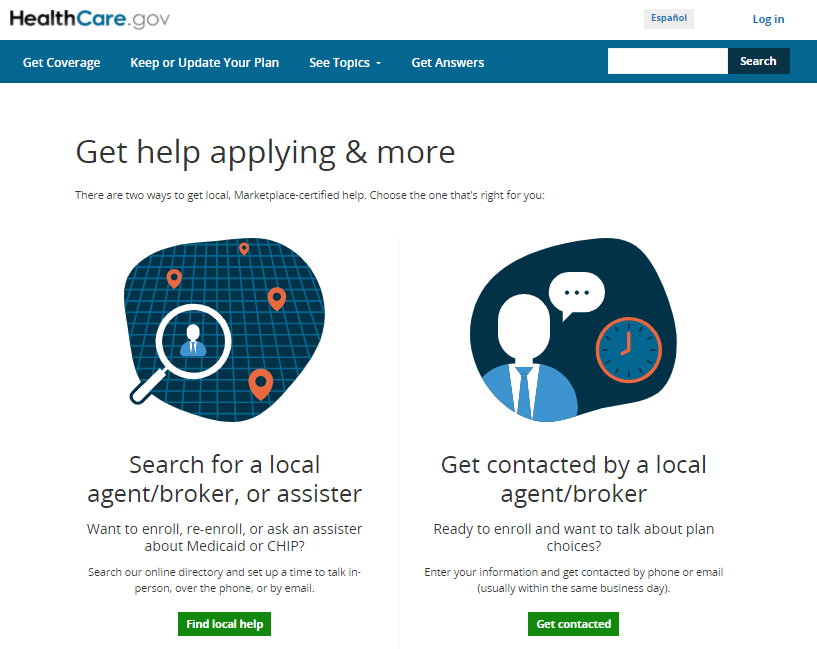 HealthCare.gov
Español
Log in
Get Coverage
Keep or Update Your Plan
See Topics
Get Answers
Search
Get help applying & more
There are two ways to get local, Marketplace-certified help. Choose the one that's right for you:
Search for a local
agent/broker, or assister
Want to enroll, re-enroll, or ask an assister
about Medicaid or CHIP?
Search our online directory and set up a time to talk in-
person, over the phone, or by email.
Find local help
Get contacted by a local
agent/broker
Ready to enroll and want to talk about plan
choices?
Enter your information and get contacted by phone or email
(usually within the same business day).
Get contacted